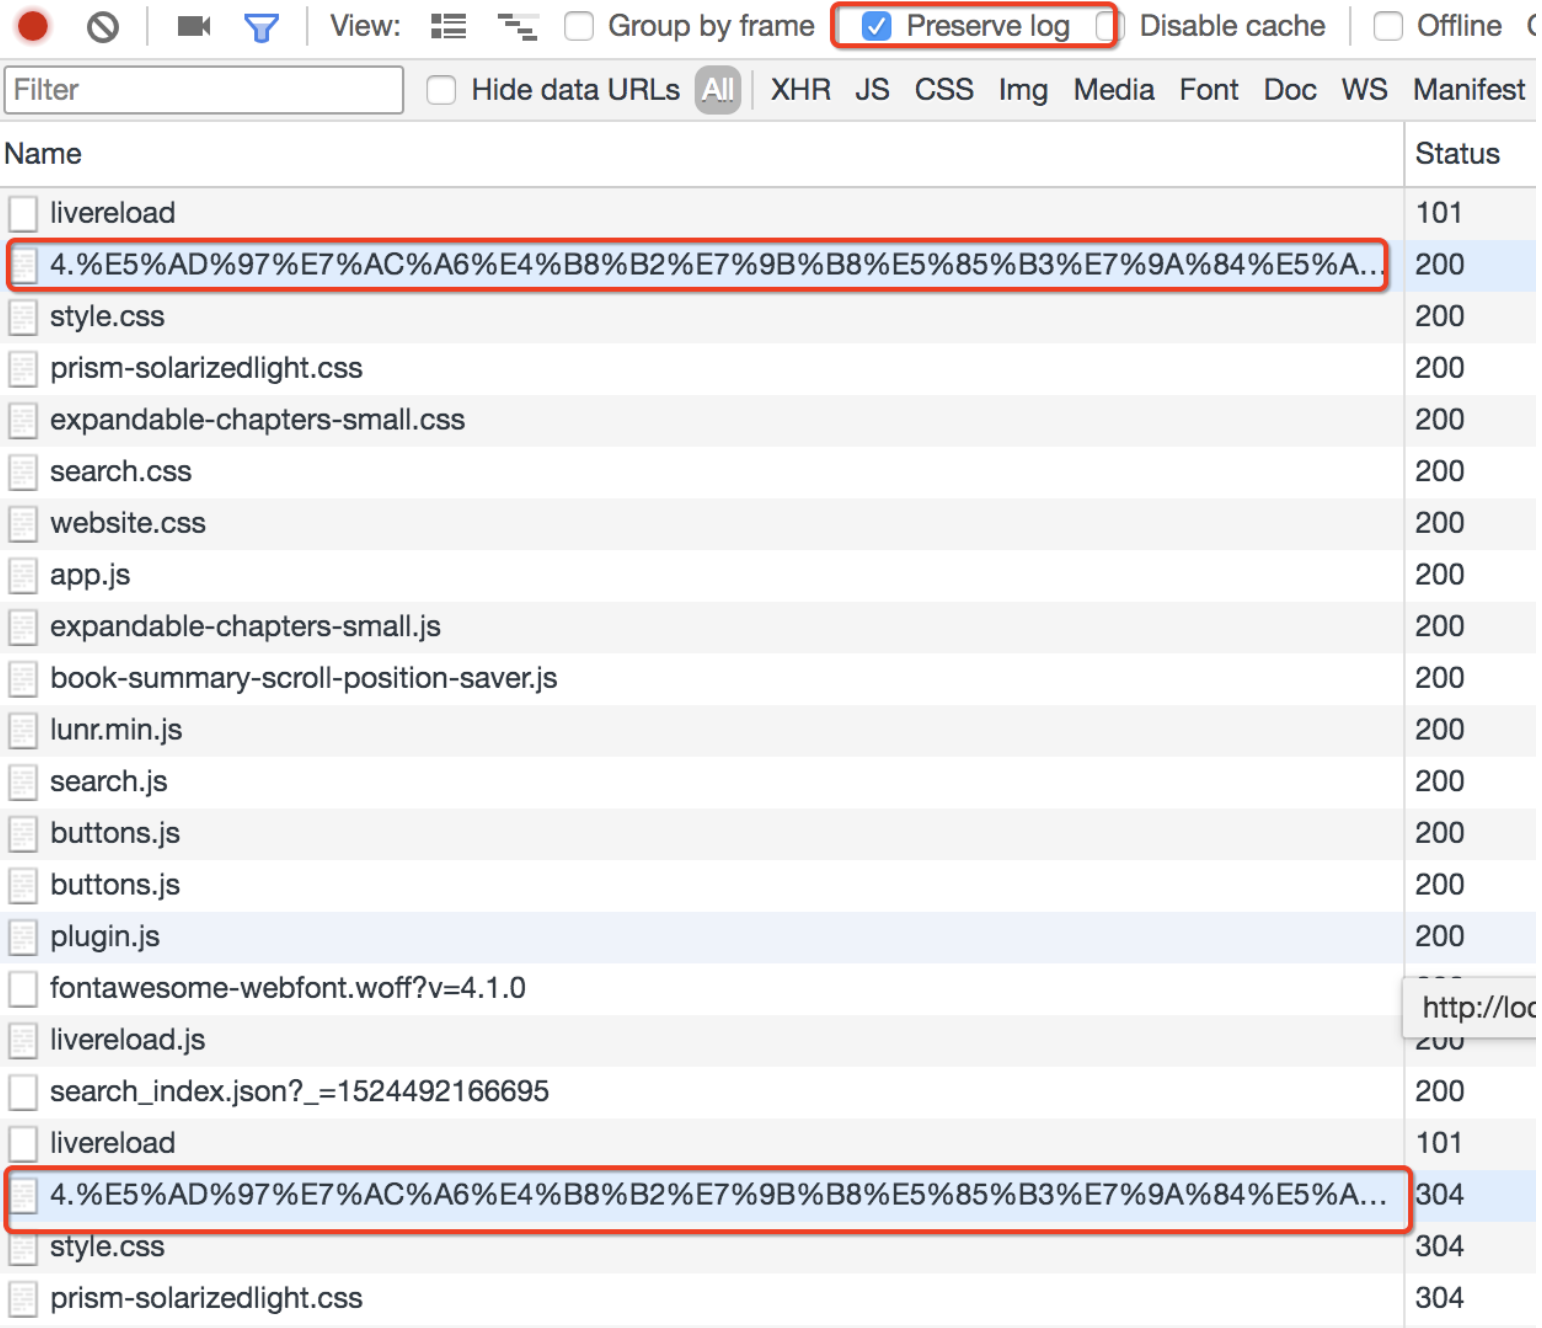 View: Group by frame Preserve log Disable cache Offline
Filter Hide data URLs All XHR JS CSS Img Media Font Doc WS Manifest
Name Status
livereload 101
4.%E5%AD%97%E7%AC%A6%E4%B8%B2%E7%9B%B8%E5%85%B3%E7%9A%84%E5%A... 200
style.css 200
prism-solarizedlight.css 200
expandable-chapters-small.css 200
search.css 200
website.css 200
app.js 200
expandable-chapters-small.js 200
book-summary-scroll-position-saver.js 200
lunr.min.js 200
search.js 200
buttons.js 200
buttons.js 200
plugin.js 200
fontawesome-webfont.woff?v=4.1.0
http://loc
livereload.js 200
search_index.json?_=1524492166695 200
livereload 101
4.%E5%AD%97%E7%AC%A6%E4%B8%B2%E7%9B%B8%E5%85%B3%E7%9A%84%E5%A... 304
style.css 304
prism-solarizedlight.css 304